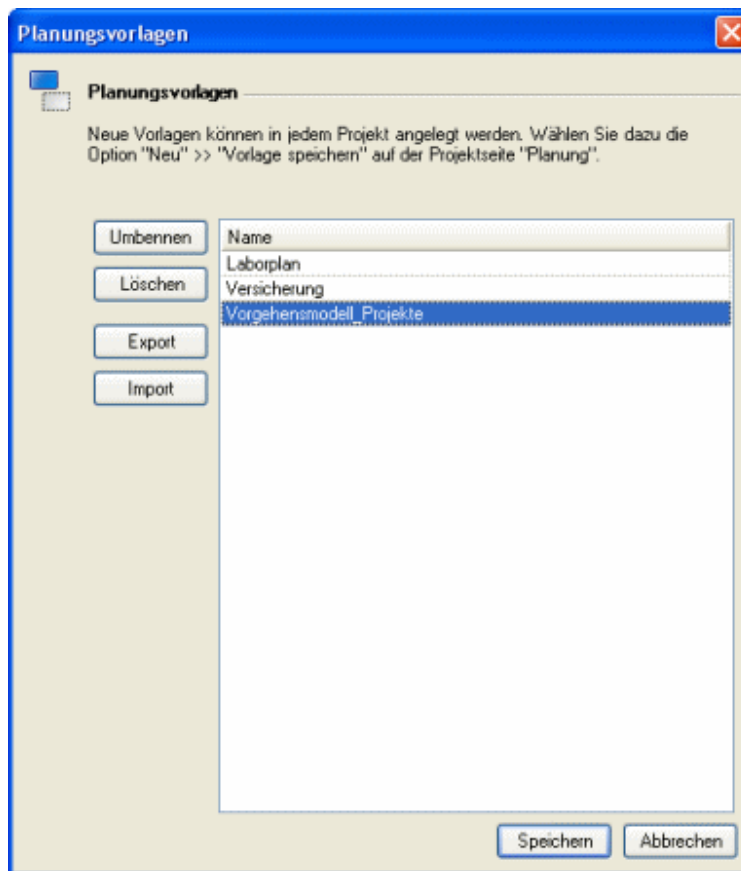 Planungsvorlagen
Planungsvorlagen
Neue Vorlagen können in jedem Projekt angelegt werden. Wählen Sie dazu die
Option "Neu" >> "Vorlage speichern" auf der Projektseite "Planung".
Umbennen
Löschen
Export
Import
Name
Laborplan
Versicherung
Vorgehensmodell_Projekte
Speichern
Abbrechen